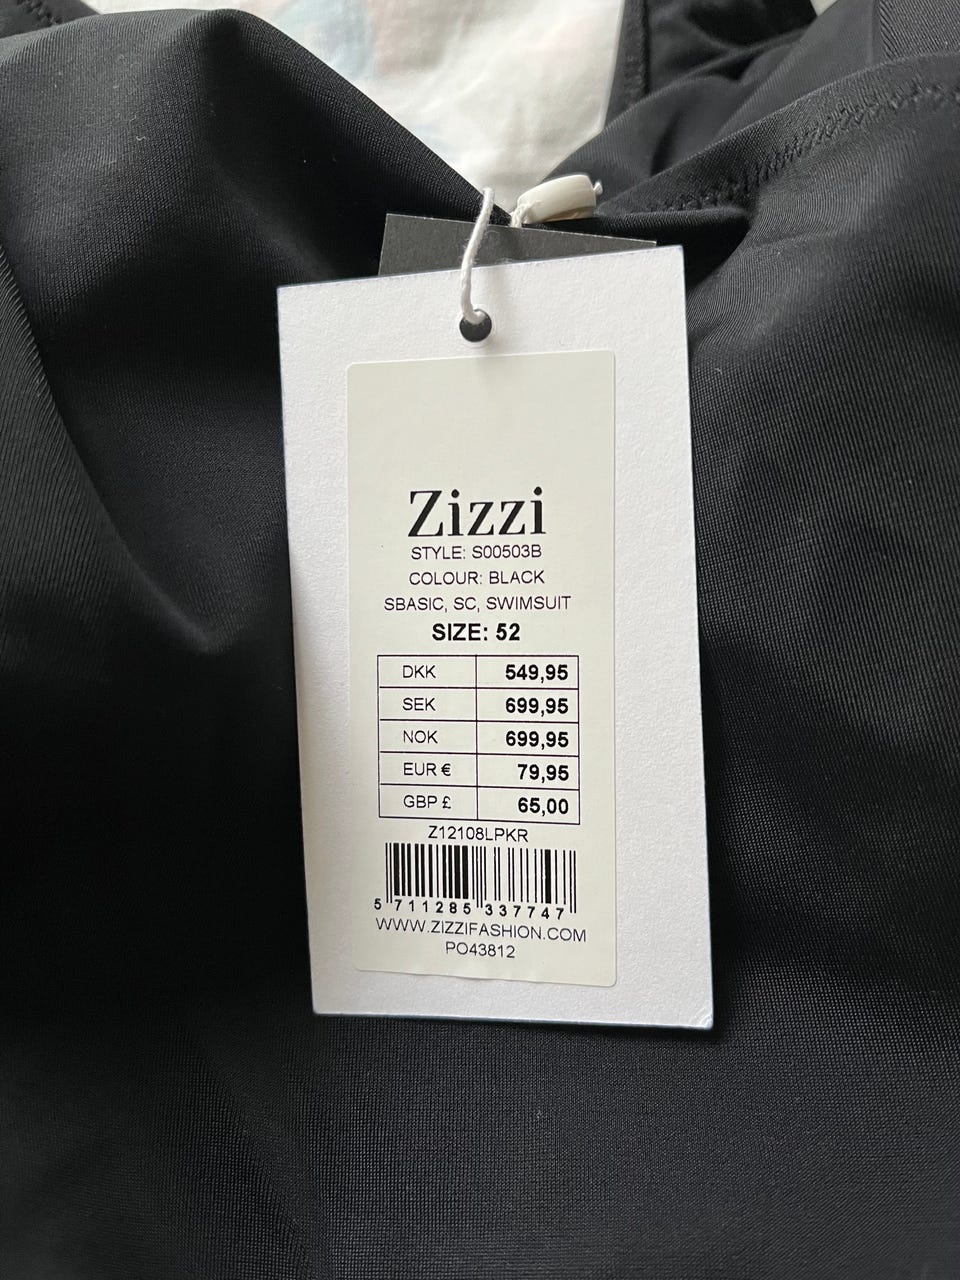 Zizzi
STYLE: S00503B
COLOUR: BLACK
SBASIC, SC, SWIMSUIT
SIZE: 52
DKK 549,95
SEK 699,95
NOK 699,95
EUR € 79,95
GBP £ 65,00
Z12108LPKR
5 711285 337747
WWW.ZIZZIFASHION.COM
PO43812